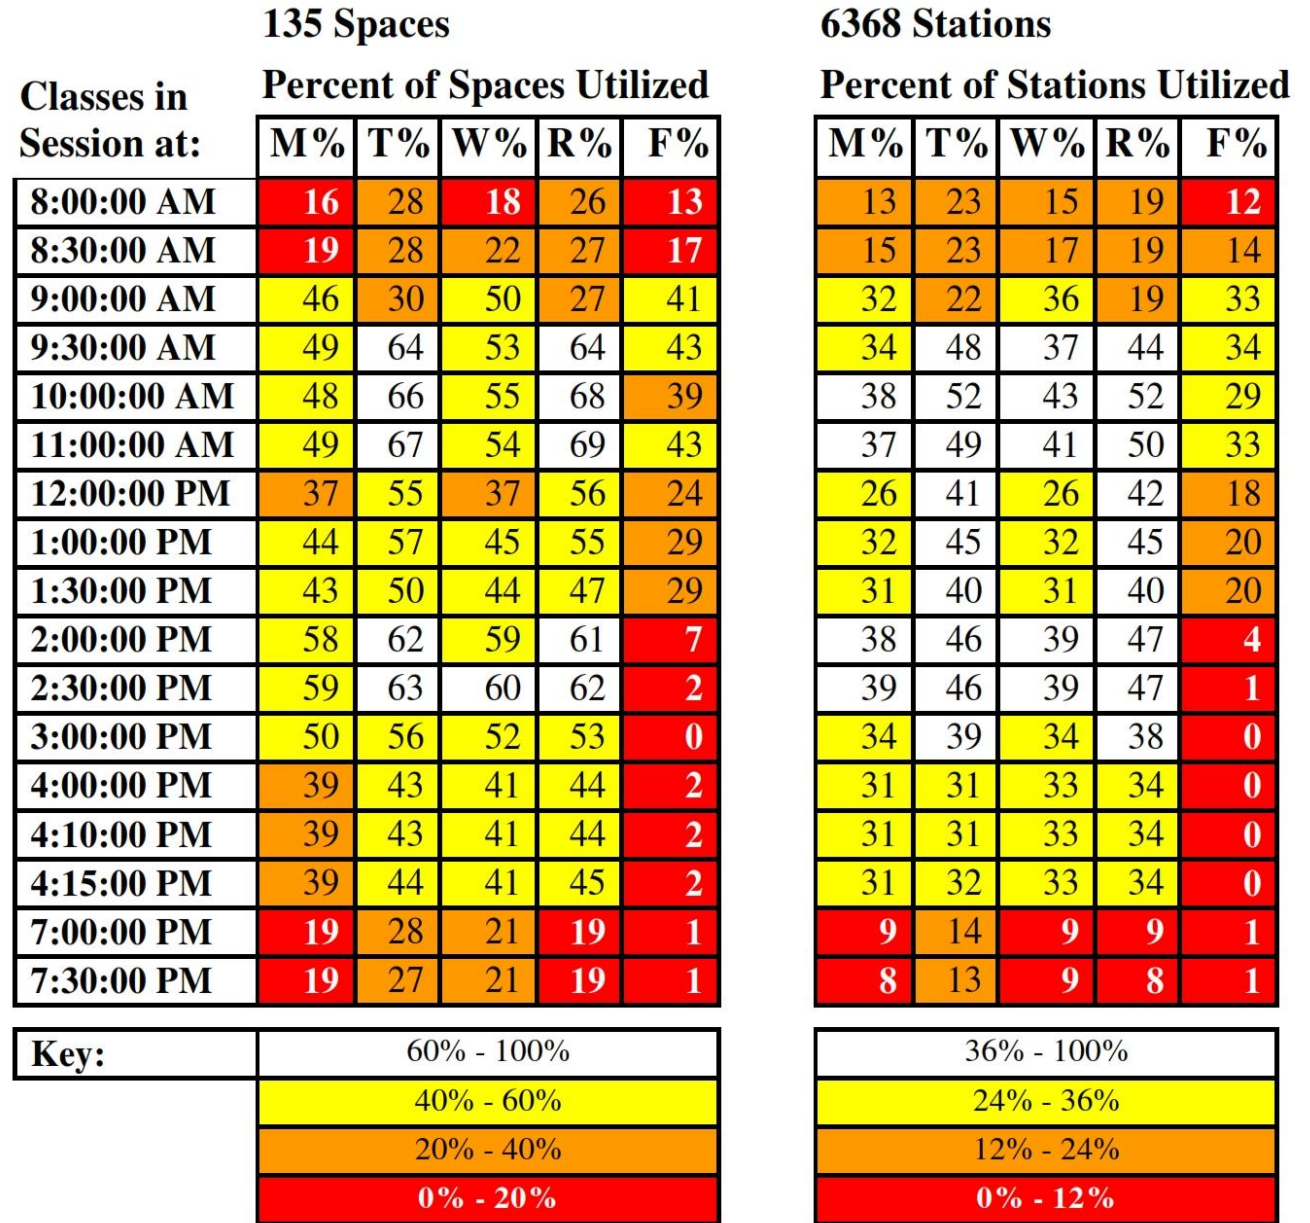 135 Spaces 6368 Stations
Classes in Percent of Spaces Utilized Percent of Stations Utilized
Session at: M% T% W% R% F% M% T% W% R% F%
8:00:00 AM 16 28 18 26 13 13 23 15 19 12
8:30:00 AM 19 28 22 27 17 15 23 17 19 14
9:00:00 AM 46 30 50 27 41 32 22 36 19 33
9:30:00 AM 49 64 53 64 43 34 48 37 44 34
10:00:00 AM 48 66 55 68 39 38 52 43 52 29
11:00:00 AM 49 67 54 69 43 37 49 41 50 33
12:00:00 PM 37 55 37 56 24 26 41 26 42 18
1:00:00 PM 44 57 45 55 29 32 45 32 45 20
1:30:00 PM 43 50 44 47 29 31 40 31 40 20
2:00:00 PM 58 62 59 61 7 38 46 39 47 4
2:30:00 PM 59 63 60 62 2 39 46 39 47 1
3:00:00 PM 50 56 52 53 0 34 39 34 38 0
4:00:00 PM 39 43 41 44 2 31 31 33 34 0
4:10:00 PM 39 43 41 44 2 31 31 33 34 0
4:15:00 PM 39 44 41 45 2 31 32 33 34 0
7:00:00 PM 19 28 21 19 1 9 14 9 9 1
7:30:00 PM 19 27 21 19 1 8 13 9 8 1
Key: 60% - 100% 36% - 100%
40% - 60% 24% - 36%
20% - 40% 12% - 24%
0% - 20% 0% - 12%